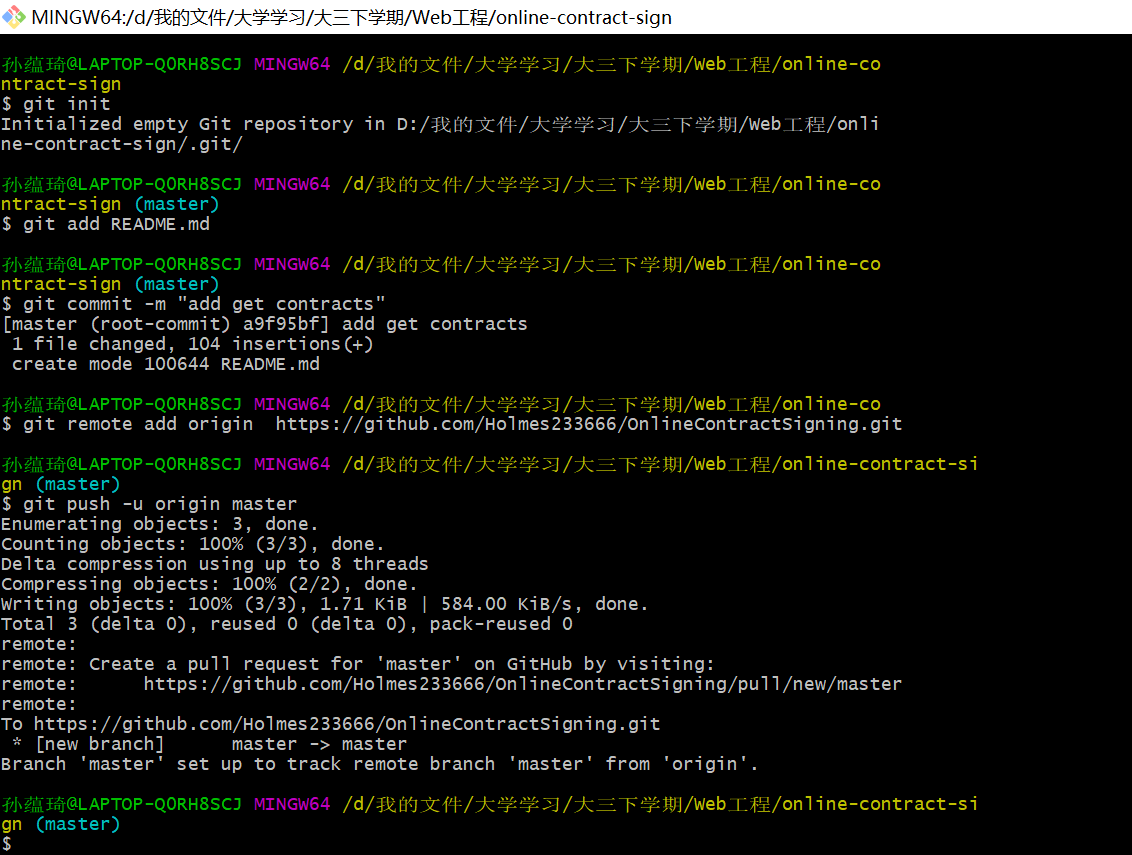 MINGW64:/d/我的文件/大学学习/大三下学期/Web工程/online-contract-sign
孙蕴琦@LAPTOP-Q0RH8SCJ MINGW64 /d/我的文件/大学学习/大三下学期/Web工程/online-co
ntract-sign
$ git init
Initialized empty Git repository in D:/我的文件/大学学习/大三下学期/Web工程/onli
ne-contract-sign/.git/
孙蕴琦@LAPTOP-Q0RH8SCJ MINGW64 /d/我的文件/大学学习/大三下学期/Web工程/online-co
ntract-sign (master)
$ git add README.md
孙蕴琦@LAPTOP-Q0RH8SCJ MINGW64 /d/我的文件/大学学习/大三下学期/Web工程/online-co
ntract-sign (master)
$ git commit -m "add get contracts"
[master (root-commit) a9f95bf] add get contracts
 1 file changed, 104 insertions(+)
 create mode 100644 README.md
孙蕴琦@LAPTOP-Q0RH8SCJ MINGW64 /d/我的文件/大学学习/大三下学期/Web工程/online-co
$ git remote add origin  https://github.com/Holmes233666/OnlineContractSigning.git
孙蕴琦@LAPTOP-Q0RH8SCJ MINGW64 /d/我的文件/大学学习/大三下学期/Web工程/online-contract-si
gn (master)
$ git push -u origin master
Enumerating objects: 3, done.
Counting objects: 100% (3/3), done.
Delta compression using up to 8 threads
Compressing objects: 100% (2/2), done.
Writing objects: 100% (3/3), 1.71 KiB | 584.00 KiB/s, done.
Total 3 (delta 0), reused 0 (delta 0), pack-reused 0
remote:
remote: Create a pull request for 'master' on GitHub by visiting:
remote:      https://github.com/Holmes233666/OnlineContractSigning/pull/new/master
remote:
To https://github.com/Holmes233666/OnlineContractSigning.git
 * [new branch]      master -> master
Branch 'master' set up to track remote branch 'master' from 'origin'.
孙蕴琦@LAPTOP-Q0RH8SCJ MINGW64 /d/我的文件/大学学习/大三下学期/Web工程/online-contract-si
gn (master)
$